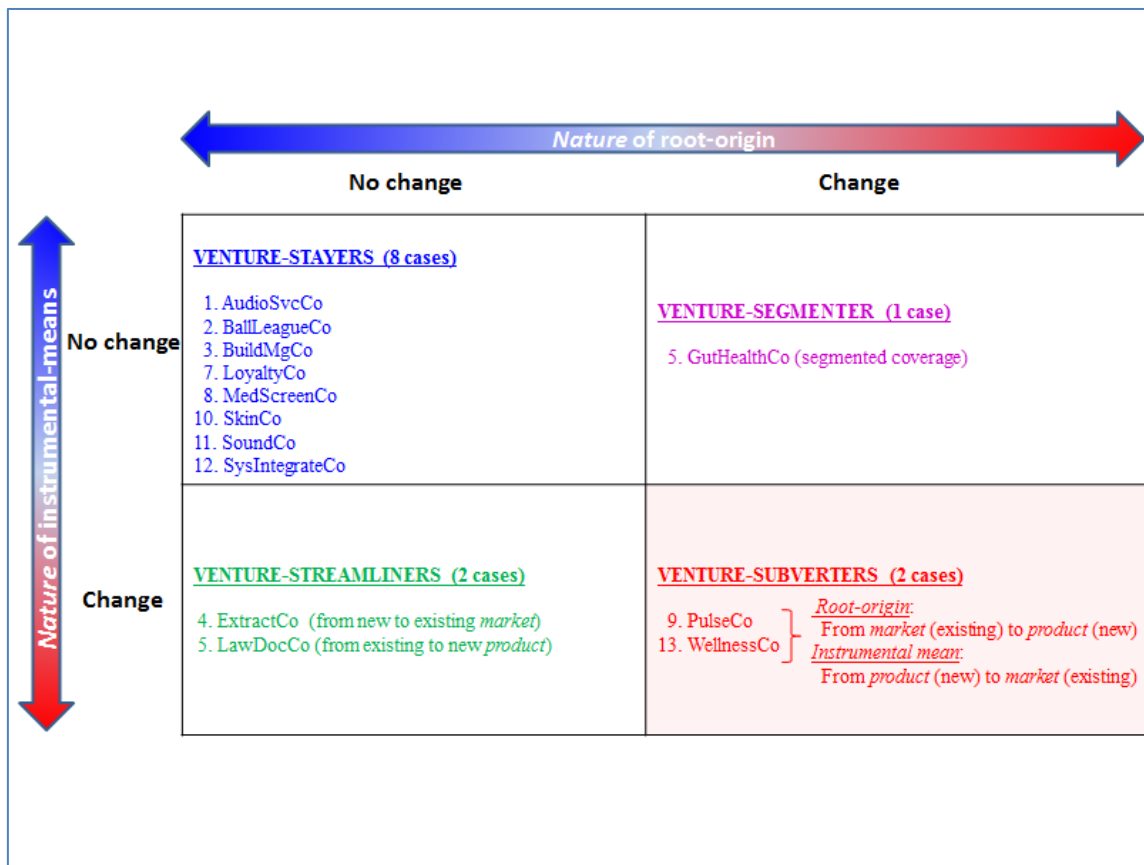 Nature of root-origin
No change
Change
Nature of instrumental-means
No change
VENTURE-STAYERS (8 cases)
1. AudioSvcCo
2. BallLeagueCo
3. BuildMgCo
7. LoyaltyCo
8. MedScreenCo
10. SkinCo
11. SoundCo
12. SysIntegrateCo
VENTURE-SEGMENTER (1 case)
5. GutHealthCo (segmented coverage)
Change
VENTURE-STREAMLINERS (2 cases)
4. ExtractCo (from new to existing market)
5. LawDocCo (from existing to new product)
VENTURE-SUBVERTERS (2 cases)
9. PulseCo
13. WellnessCo
Root-origin:
From market (existing) to product (new)
Instrumental mean:
From product (new) to market (existing)